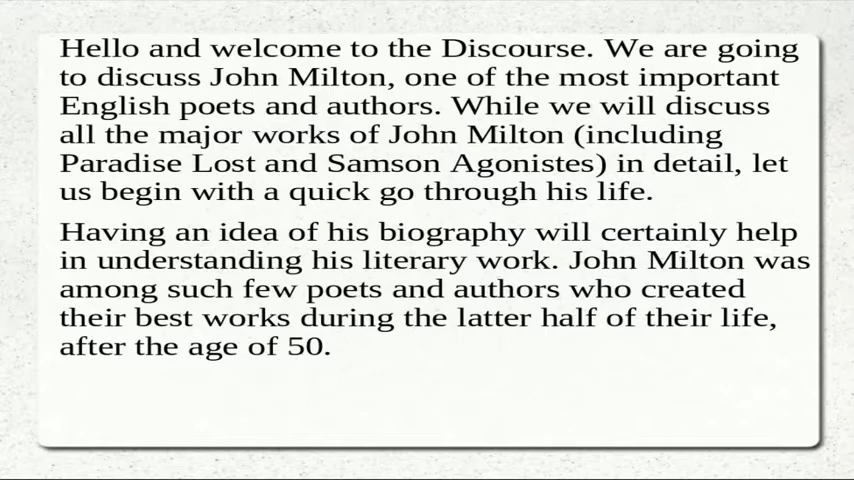 Hello and welcome to the Discourse. We are going
to discuss John Milton, one of the most important
English poets and authors. While we will discuss
all the major works of John Milton (including
Paradise Lost and Samson Agonistes) in detail, let
us begin with a quick go through his life.
Having an idea of his biography will certainly help
in understanding his literary work. John Milton was
among such few poets and authors who created
their best works during the latter half of their life,
after the age of 50.